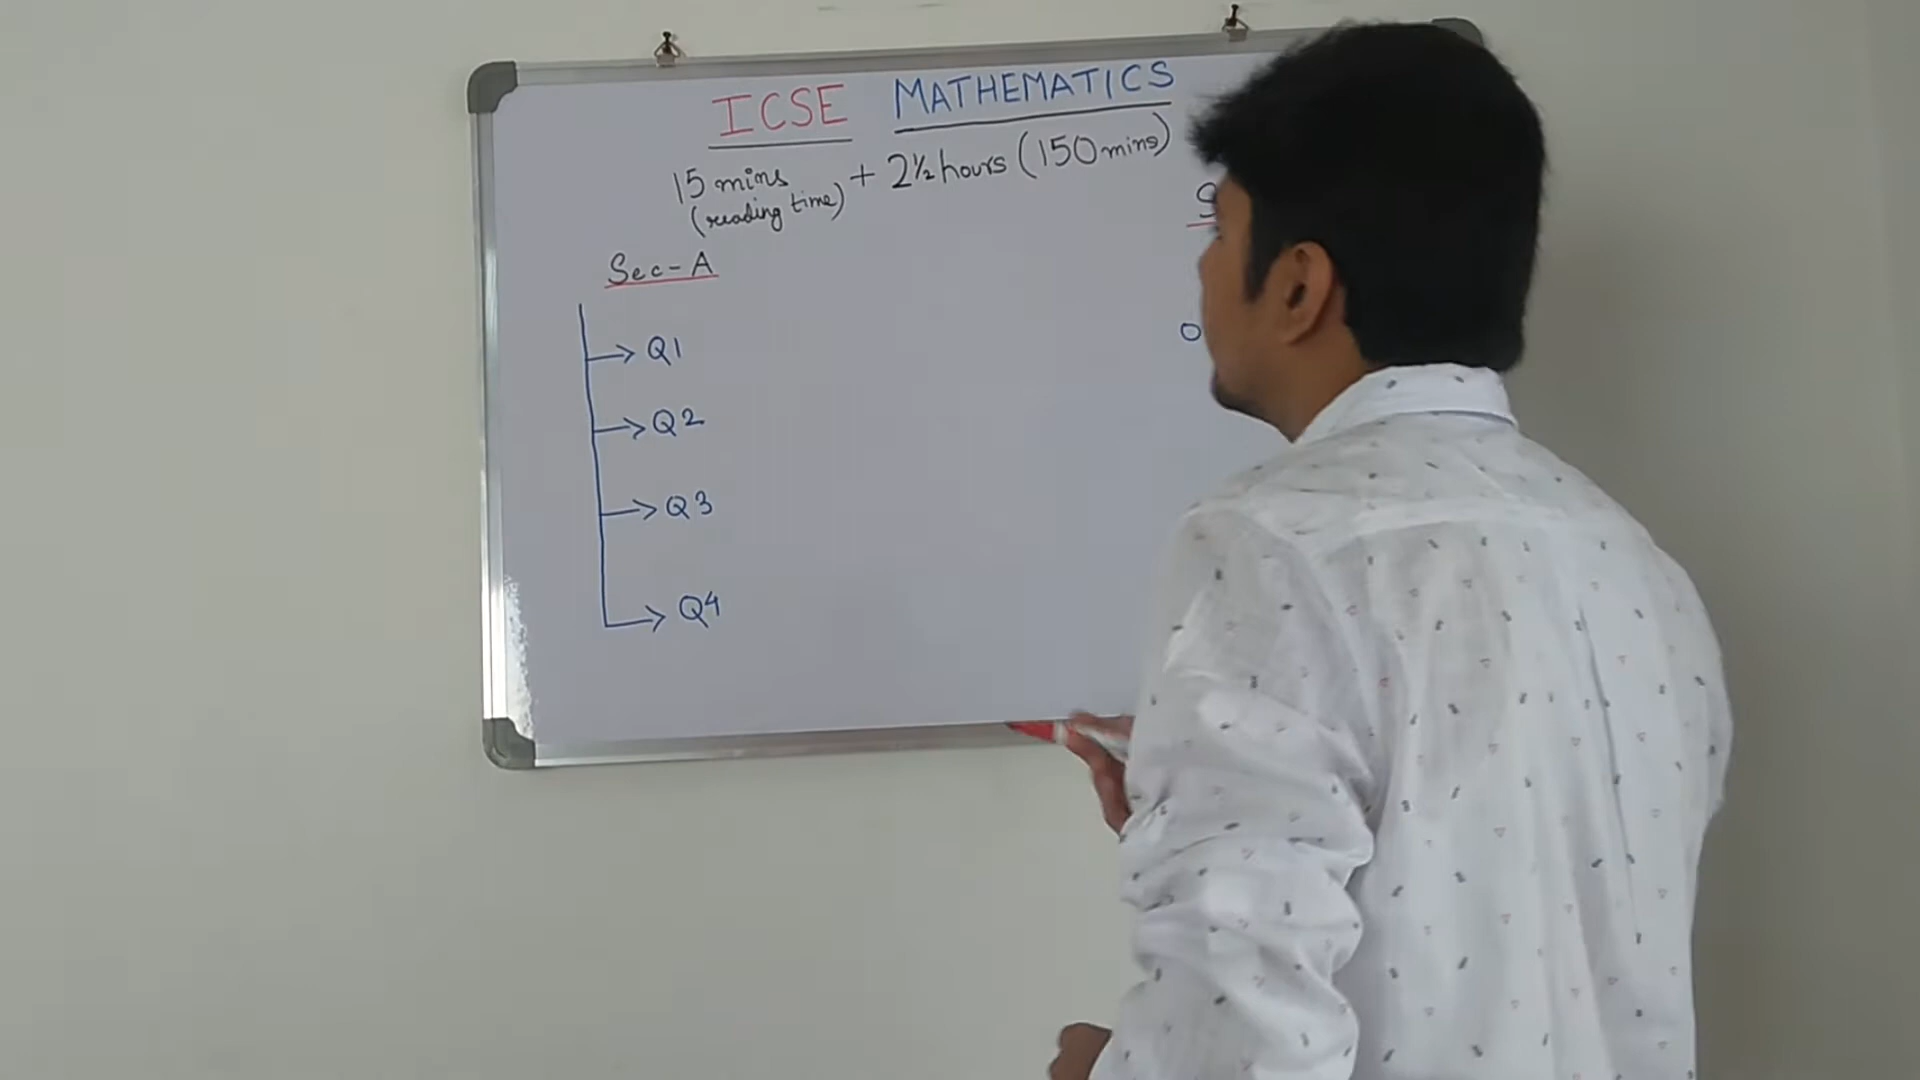 ICSE MATHEMATICS
15 mins + 2½ hours (150 mins)
(reading time)
Sec-A
Q1
Q2
Q3
Q4